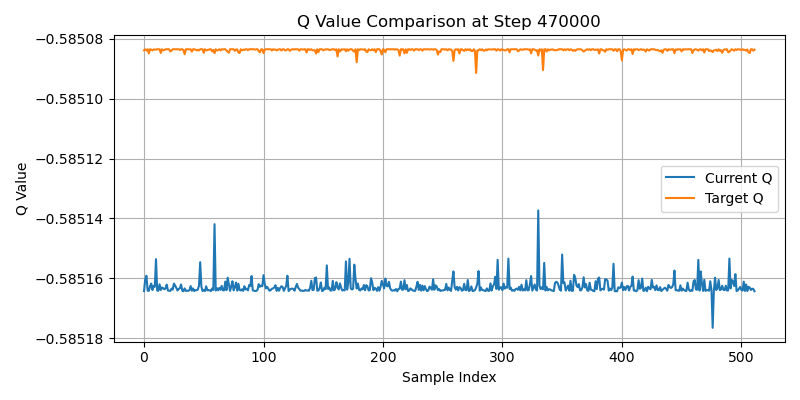 Q Value Comparison at Step 470000
Q Value
−0.58508
−0.58510
−0.58512
−0.58514
−0.58516
−0.58518
Current Q
Target Q
0
100
200
300
400
500
Sample Index